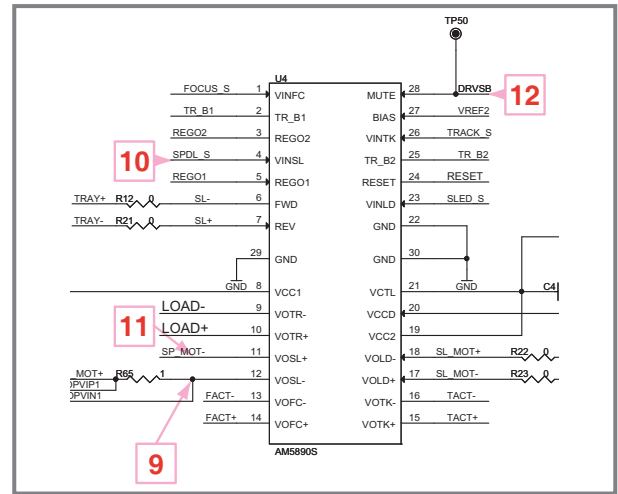 TP50
U4
FOCUS_S 1 VINFC MUTE 28 DRVSB 12
TR_B1 2 TR_B1 BIAS 27 VREF2
REGO2 3 REGO2 VINTK 26 TRACK_S
10 SPDL_S 4 VINSL TR_B2 25 TR_B2
REGO1 5 REGO1 RESET 24 RESET
TRAY+ R12 0 SL- 6 FWD VINLD 23 SLED_S
TRAY- R21 0 SL+ 7 REV GND 22
29 GND GND 30
GND 8 VCC1 VCTL 21 GND C4
LOAD- 9 VOTR- VCCD 20
11 LOAD+ 10 VOTR+ VCC2 19
SP_MOT- 11 VOSL+ VOLD- 18 SL_MOT+ R22 0
_MOT+ R65 1 12 VOSL- VOLD+ 17 SL_MOT- R23 0
OPVIP1
OPVIN1 FACT- 13 VOFC- VOTK- 16 TACT-
FACT+ 14 VOFC+ VOTK+ 15 TACT+
9
AM5890S